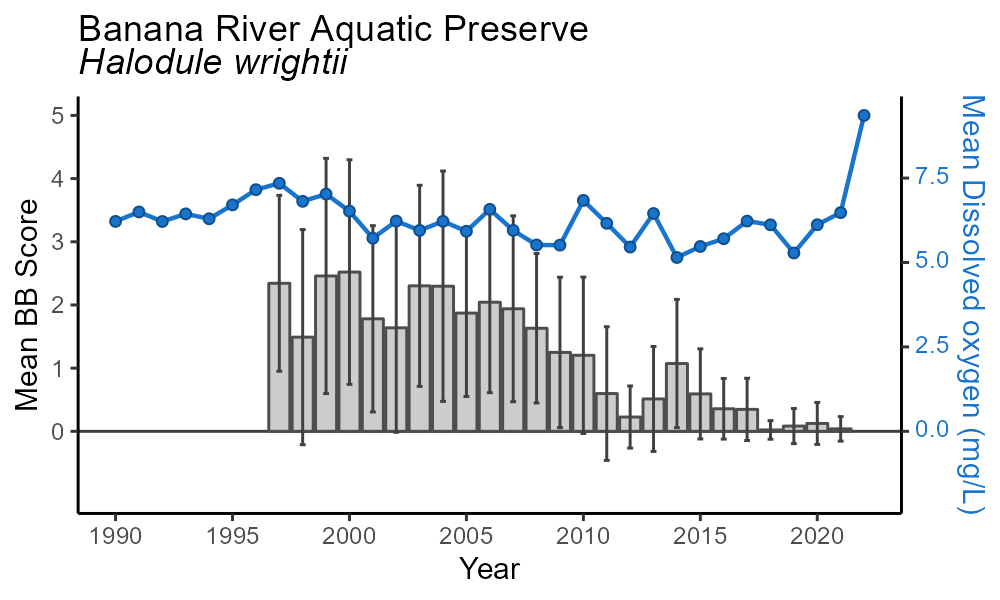 Banana River Aquatic Preserve
Halodule wrightii
Mean BB Score
5
4
3
2
1
0
7.5
5.0
2.5
0.0
Mean Dissolved oxygen (mg/L)
1990 1995 2000 2005 2010 2015 2020
Year